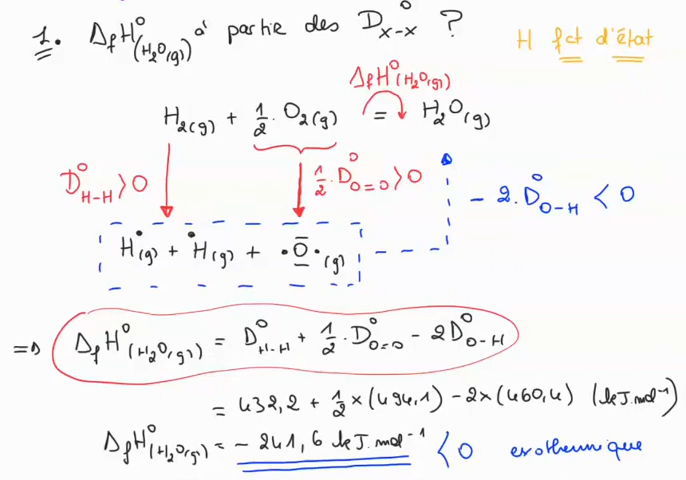 1. ΔfH°(H₂O(g)) à partie des D°x-x ?
H fct d'état
ΔfH°(H₂O(g))
H₂(g) + 1/2 · O₂(g) = H₂O(g)
D°H-H > 0
1/2 · D°O=O > 0
- 2 · D°O-H < 0
H•(g) + H•(g) + •O•(g)
=> ΔfH°(H₂O(g)) = D°H-H + 1/2 · D°O=O - 2D°O-H
= 432,2 + 1/2 × (494,1) - 2 × (460,4) (kJ.mol⁻¹)
ΔfH°(H₂O(g)) = - 241,6 kJ.mol⁻¹ < 0 exothermique